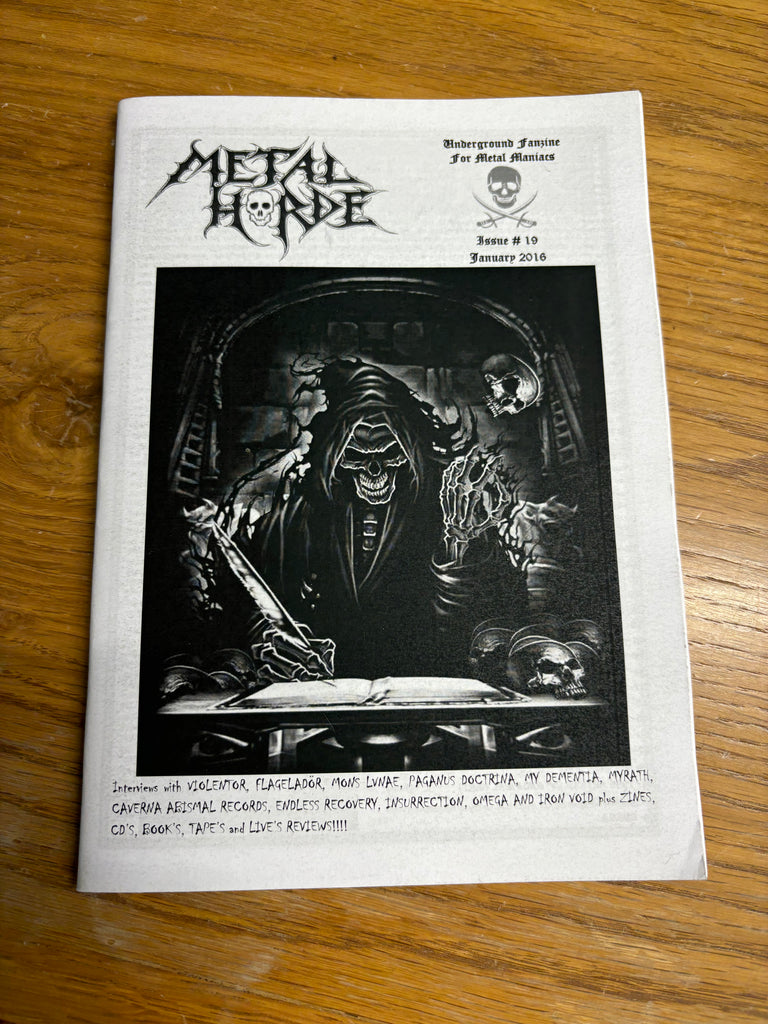 METAL
HORDE
Underground Fanzine
For Metal Maniacs
Issue # 19
January 2016
Interviews with VIOLENTOR, FLAGELADÖR, MONS LVNAE, PAGANUS DOCTRINA, MY DEMENTIA, MYRATH,
CAVERNA ABISMAL RECORDS, ENDLESS RECOVERY, INSURRECTION, OMEGA AND IRON VOID plus ZINES,
CD'S, BOOK'S, TAPE'S and LIVE'S REVIEWS!!!!